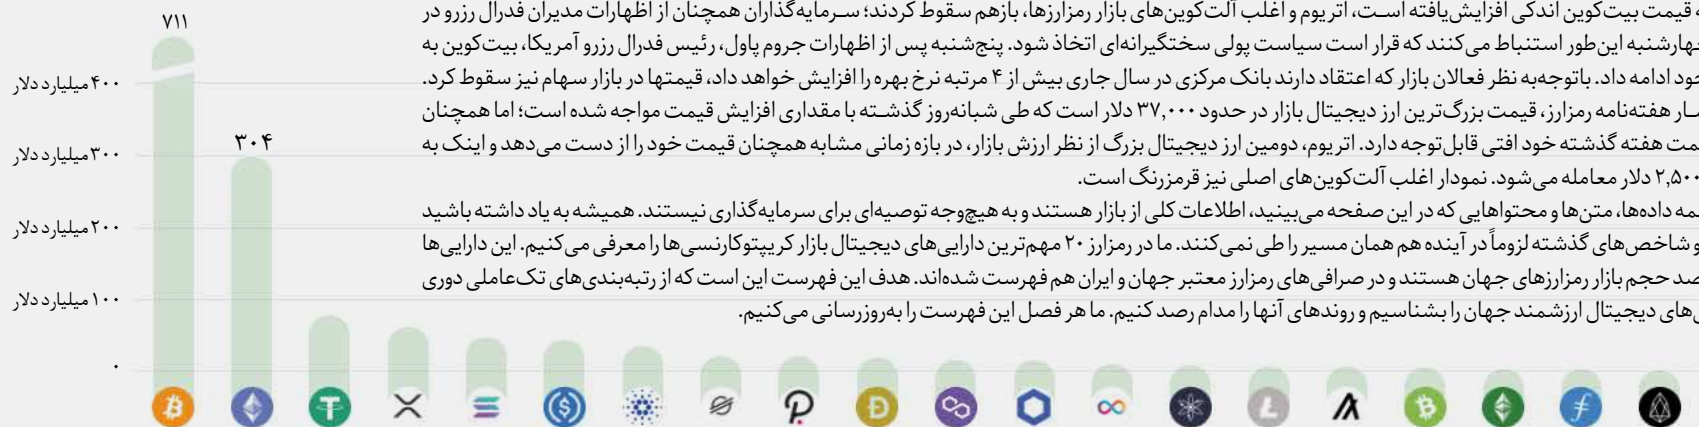 قیمت بیت‌کوین اندکی افزایش‌یافته است، اتریوم و اغلب آلت‌کوین‌های بازار رمزارزها، بازهم سقوط کردند؛ سرمایه‌گذاران همچنان از اظهارات مدیران فدرال رزرو در
چهارشنبه این‌طور استنباط می‌کنند که قرار است سیاست پولی سختگیرانه‌ای اتخاذ شود. پنج‌شنبه پس از اظهارات جروم پاول، رئیس فدرال رزرو آمریکا، بیت‌کوین به
خود ادامه داد. باتوجه‌به نظر فعالان بازار که اعتقاد دارند بانک مرکزی در سال جاری بیش از ۴ مرتبه نرخ بهره را افزایش خواهد داد، قیمتها در بازار سهام نیز سقوط کرد.
هفته‌نامه رمزارز، قیمت بزرگ‌ترین ارز دیجیتال بازار در حدود ۳۷,۰۰۰ دلار است که طی شبانه‌روز گذشته با مقداری افزایش قیمت مواجه شده است؛ اما همچنان
هفته گذشته خود افتی قابل‌توجه دارد. اتریوم، دومین ارز دیجیتال بزرگ از نظر ارزش بازار، در بازه زمانی مشابه همچنان قیمت خود را از دست می‌دهد و اینک به
۲,۵۰۰ دلار معامله می‌شود. نمودار اغلب آلت‌کوین‌های اصلی نیز قرمزرنگ است.
داده‌ها، متن‌ها و محتواهایی که در این صفحه می‌بینید، اطلاعات کلی از بازار هستند و به هیچ‌وجه توصیه‌ای برای سرمایه‌گذاری نیستند. همیشه به یاد داشته باشید
و شاخص‌های گذشته لزوماً در آینده هم همان مسیر را طی نمی‌کنند. ما در رمزارز ۲۰ مهم‌ترین دارایی‌های دیجیتال بازار کریپتوکارنسی‌ها را معرفی می‌کنیم. این دارایی‌ها
حجم بازار رمزارزهای جهان هستند و در صرافی‌های رمزارز معتبر جهان و ایران هم فهرست شده‌اند. هدف این فهرست این است که از رتبه‌بندی‌های تک‌عاملی دوری
های دیجیتال ارزشمند جهان را بشناسیم و روندهای آنها را مدام رصد کنیم. ما هر فصل این فهرست را به‌روزرسانی می‌کنیم.
۷۱۱
۳۰۴
۴۰۰ میلیارد دلار
۳۰۰ میلیارد دلار
۲۰۰ میلیارد دلار
۱۰۰ میلیارد دلار
۰